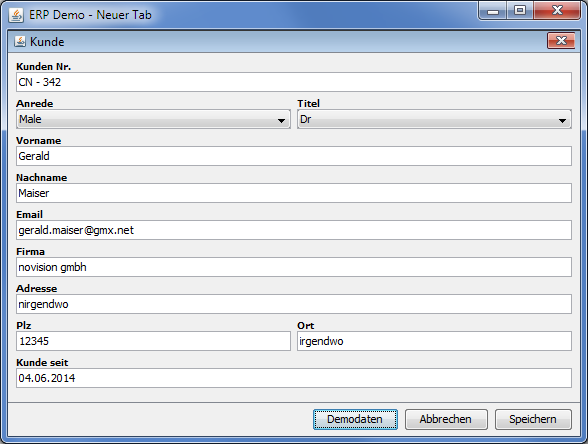 ERP Demo - Neuer Tab
Kunde
Kunden Nr.
CN - 342
Anrede Titel
Male Dr
Vorname
Gerald
Nachname
Maiser
Email
gerald.maiser@gmx.net
Firma
novision gmbh
Adresse
nirgendwo
Plz Ort
12345 irgendwo
Kunde seit
04.06.2014
Demodaten Abbrechen Speichern